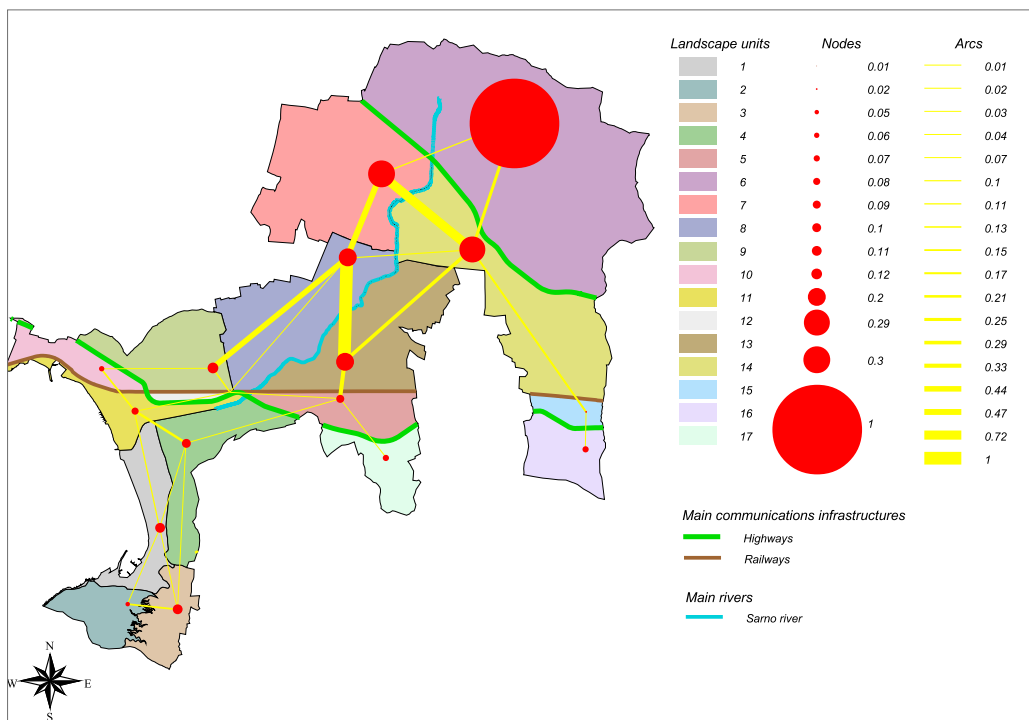 Landscape units Nodes Arcs
1 0.01 0.01
2 0.02 0.02
3 0.05 0.03
4 0.06 0.04
5 0.07 0.07
6 0.08 0.1
7 0.09 0.11
8 0.1 0.13
9 0.11 0.15
10 0.12 0.17
11 0.2 0.21
12 0.29 0.25
13 0.3 0.29
14 0.33
15 0.44
16 1 0.47
17 0.72
1
Main communications infrastructures
Highways
Railways
Main rivers
Sarno river
N
W E
S